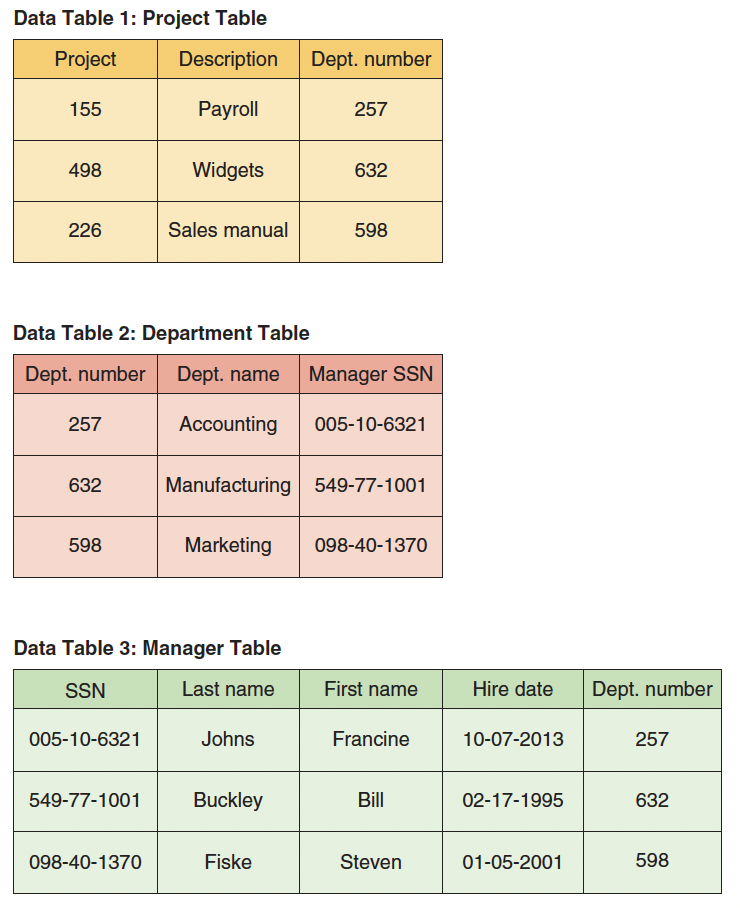 Data Table 1: Project Table
Project Description Dept. number
155 Payroll 257
498 Widgets 632
226 Sales manual 598
Data Table 2: Department Table
Dept. number Dept. name Manager SSN
257 Accounting 005-10-6321
632 Manufacturing 549-77-1001
598 Marketing 098-40-1370
Data Table 3: Manager Table
SSN Last name First name Hire date Dept. number
005-10-6321 Johns Francine 10-07-2013 257
549-77-1001 Buckley Bill 02-17-1995 632
098-40-1370 Fiske Steven 01-05-2001 598